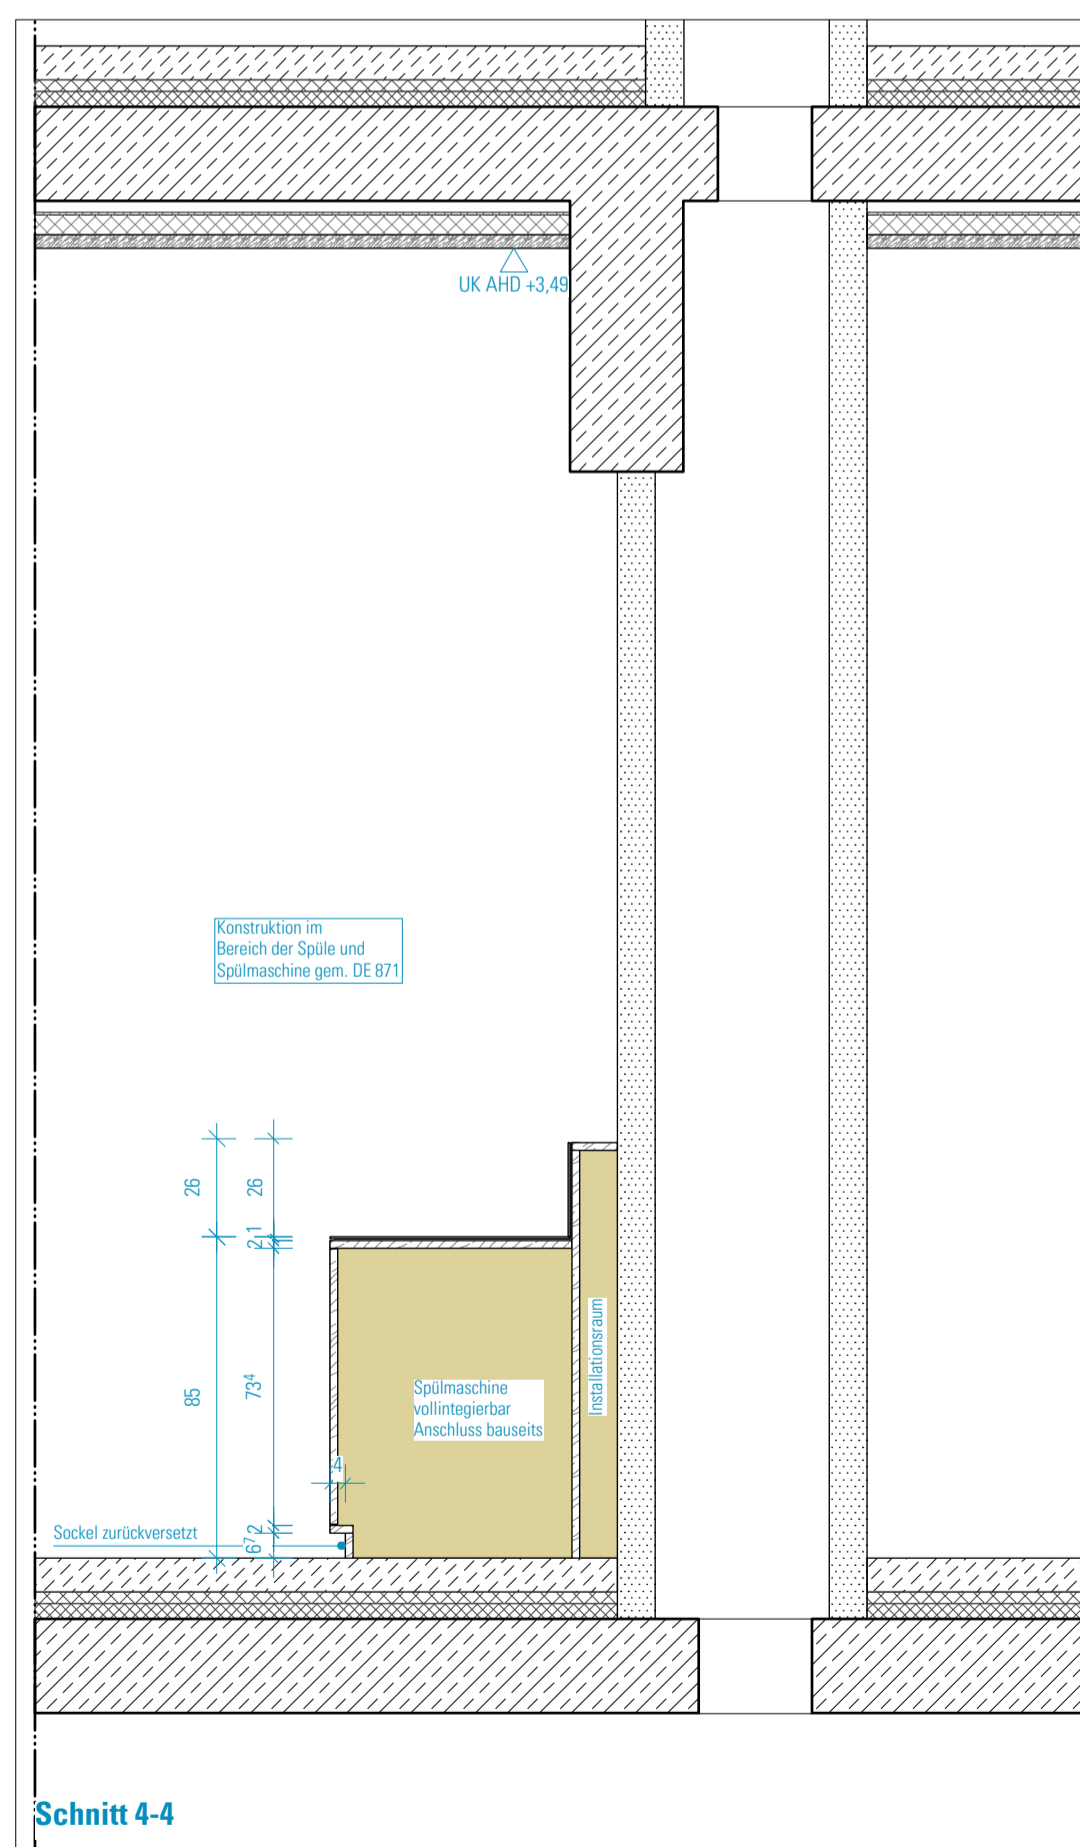 UK AHD +3,49
Konstruktion im
Bereich der Spüle und
Spülmaschine gem. DE 871
26
26
1
2
85
73⁴
Installationsraum
Spülmaschine
vollintegierbar
Anschluss bauseits
4
Sockel zurückversetzt
2
6⁷
Schnitt 4-4